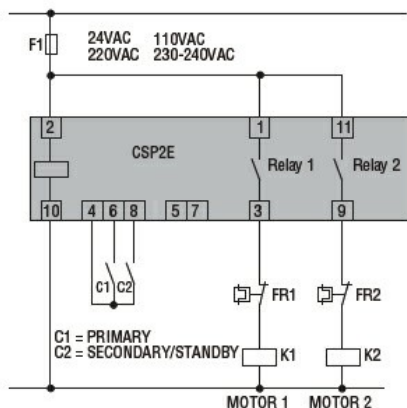 F1
24VAC 110VAC
220VAC 230-240VAC
2
1
11
CSP2E
Relay 1
Relay 2
10
4
6
8
5
7
3
9
C1
C2
FR1
FR2
C1 = PRIMARY
C2 = SECONDARY/STANDBY
K1
K2
MOTOR 1
MOTOR 2